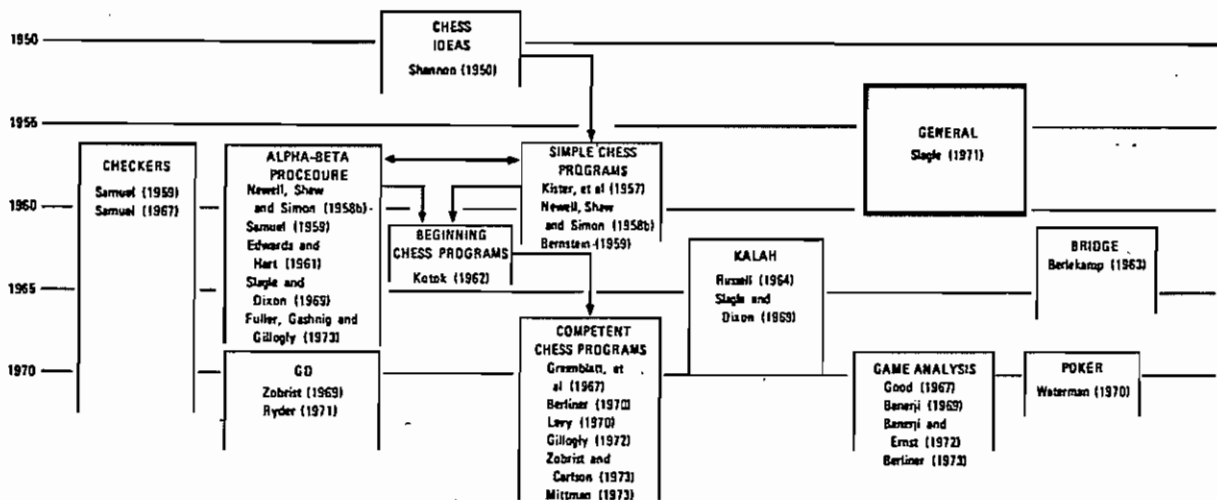 1950
1955
1960
1965
1970
CHESS
IDEAS
Shannon (1950)
GENERAL
Slagle (1971)
CHECKERS
Samuel (1959)
Samuel (1967)
ALPHA-BETA
PROCEDURE
Newell, Shaw
and Simon (1958b)
Samuel (1959)
Edwards and
Hart (1961)
Slagle and
Dixon (1969)
Fuller, Gashnig and
Gillogly (1973)
SIMPLE CHESS
PROGRAMS
Kister, et al (1957)
Newell, Shaw
and Simon (1958b)
Bernstein (1959)
BEGINNING
CHESS PROGRAMS
Kotok (1962)
KALAH
Russell (1964)
Slagle and
Dixon (1969)
BRIDGE
Berlekamp (1963)
COMPETENT
CHESS PROGRAMS
Greenblatt, et
al (1967)
Berliner (1970)
Levy (1970)
Gillogly (1972)
Zobrist and
Carlson (1973)
Mittman (1973)
GO
Zobrist (1969)
Ryder (1971)
GAME ANALYSIS
Good (1967)
Banerji (1969)
Banerji and
Ernst (1972)
Berliner (1973)
POKER
Waterman (1970)